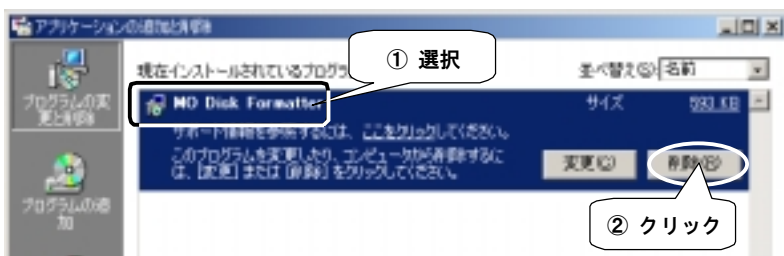 アプリケーションの追加と削除
① 選択
現在インストールされているプログラ
並べ替え(S): 名前
プログラムの変
更と削除
MO Disk Formatter
サイズ 593 KB
サポート情報を参照するには、ここをクリックしてください。
このプログラムを変更したり、コンピュータから削除するに
は、[変更] または [削除] をクリックしてください。
変更(C) 削除(R)
プログラムの追
加
② クリック